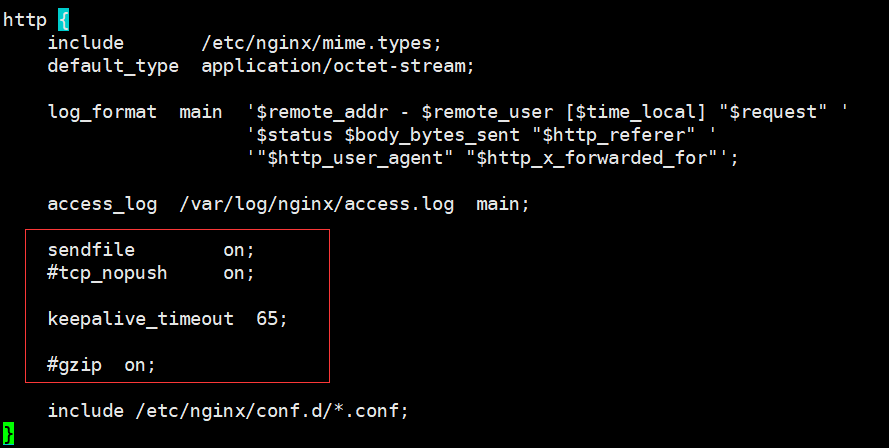 http {
    include       /etc/nginx/mime.types;
    default_type  application/octet-stream;
    log_format  main  '$remote_addr - $remote_user [$time_local] "$request" '
                      '$status $body_bytes_sent "$http_referer" '
                      '"$http_user_agent" "$http_x_forwarded_for"';
    access_log  /var/log/nginx/access.log  main;
    sendfile        on;
    #tcp_nopush     on;
    keepalive_timeout  65;
    #gzip  on;
    include /etc/nginx/conf.d/*.conf;
}